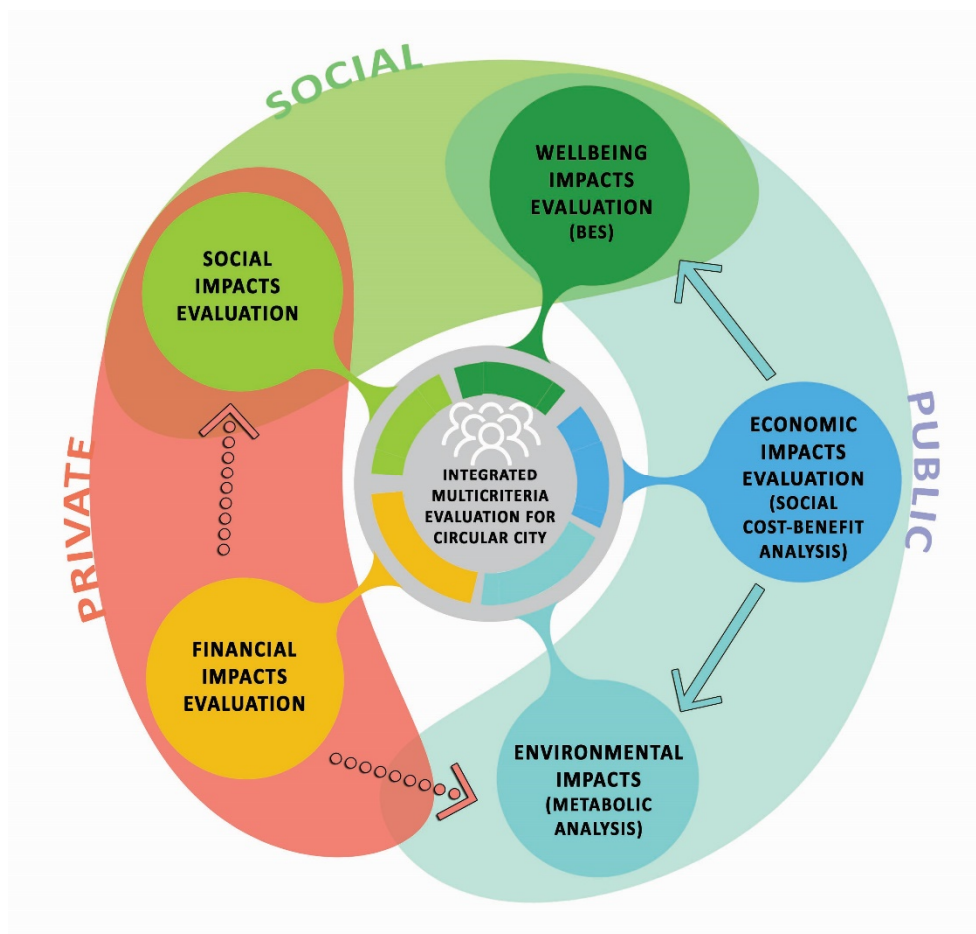 SOCIAL
WELLBEING
IMPACTS
EVALUATION
(BES)
SOCIAL
IMPACTS
EVALUATION
PRIVATE
PUBLIC
ECONOMIC
IMPACTS
EVALUATION
(SOCIAL
COST-BENEFIT
ANALYSIS)
INTEGRATED
MULTICRITERIA
EVALUATION FOR
CIRCULAR CITY
FINANCIAL
IMPACTS
EVALUATION
ENVIRONMENTAL
IMPACTS
(METABOLIC
ANALYSIS)